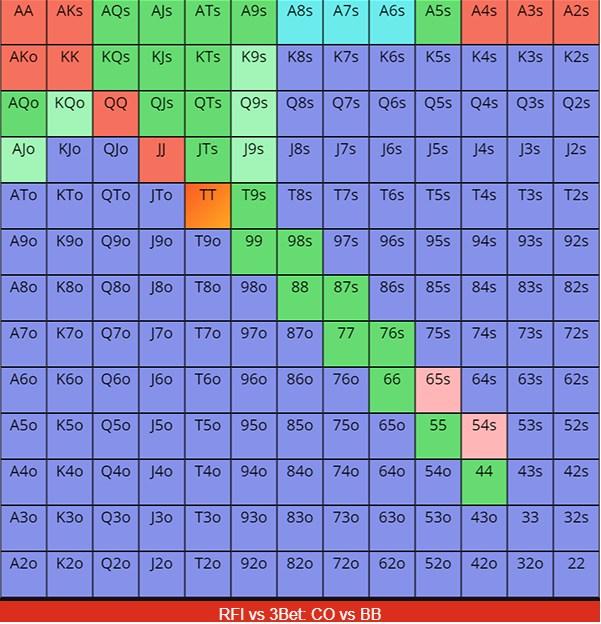 AA AKs AQs AJs ATs A9s A8s A7s A6s A5s A4s A3s A2s
AKo KK KQs KJs KTs K9s K8s K7s K6s K5s K4s K3s K2s
AQo KQo QQ QJs QTs Q9s Q8s Q7s Q6s Q5s Q4s Q3s Q2s
AJo KJo QJo JJ JTs J9s J8s J7s J6s J5s J4s J3s J2s
ATo KTo QTo JTo TT T9s T8s T7s T6s T5s T4s T3s T2s
A9o K9o Q9o J9o T9o 99 98s 97s 96s 95s 94s 93s 92s
A8o K8o Q8o J8o T8o 98o 88 87s 86s 85s 84s 83s 82s
A7o K7o Q7o J7o T7o 97o 87o 77 76s 75s 74s 73s 72s
A6o K6o Q6o J6o T6o 96o 86o 76o 66 65s 64s 63s 62s
A5o K5o Q5o J5o T5o 95o 85o 75o 65o 55 54s 53s 52s
A4o K4o Q4o J4o T4o 94o 84o 74o 64o 54o 44 43s 42s
A3o K3o Q3o J3o T3o 93o 83o 73o 63o 53o 43o 33 32s
A2o K2o Q2o J2o T2o 92o 82o 72o 62o 52o 42o 32o 22
RFI vs 3Bet: CO vs BB